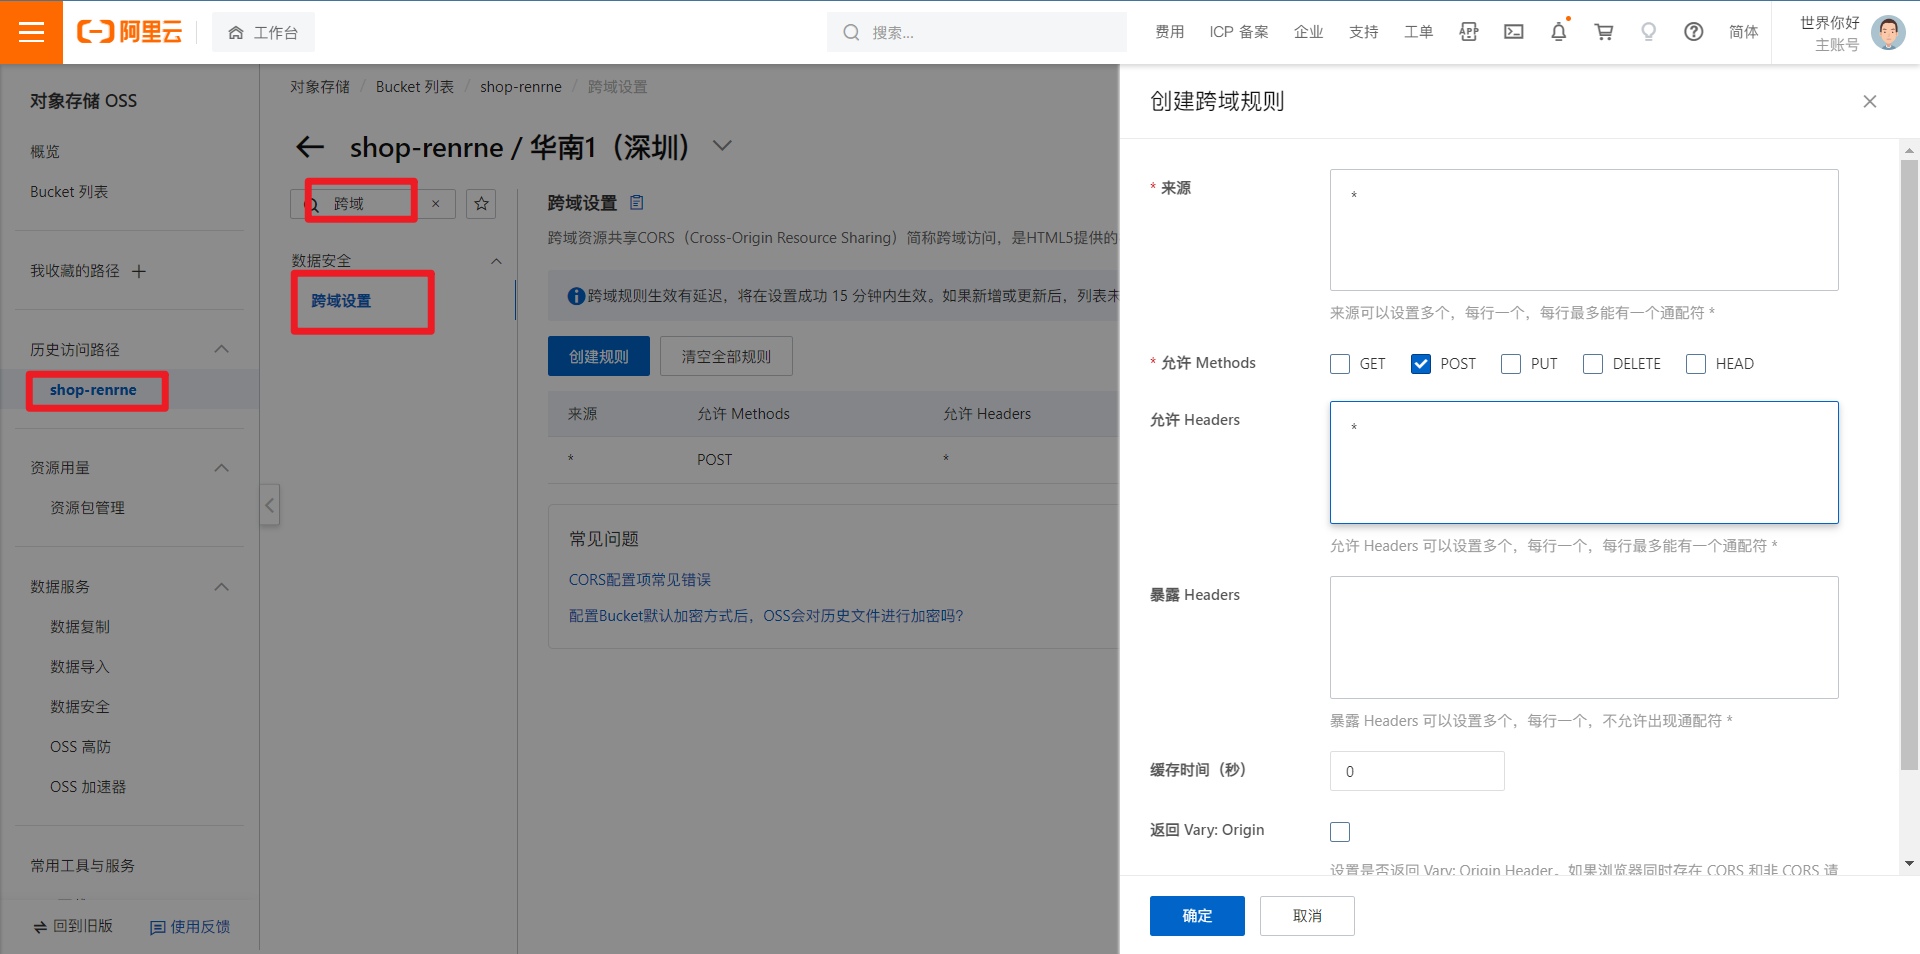 阿里云
工作台
搜索...
费用
ICP 备案
企业
支持
工单
APP
简体
世界你好
主账号
对象存储 OSS
概览
Bucket 列表
我收藏的路径
历史访问路径
shop-renrne
资源用量
资源包管理
数据服务
数据复制
数据导入
数据安全
OSS 高防
OSS 加速器
常用工具与服务
回到旧版
使用反馈
对象存储 / Bucket 列表 / shop-renrne / 跨域设置
shop-renrne / 华南1（深圳）
跨域
数据安全
跨域设置
跨域设置
跨域资源共享CORS（Cross-Origin Resource Sharing）简称跨域访问，是HTML5提供的
跨域规则生效有延迟，将在设置成功 15 分钟内生效。如果新增或更新后，列表未
创建规则
清空全部规则
来源 允许 Methods 允许 Headers
* POST *
常见问题
CORS配置项常见错误
配置Bucket默认加密方式后，OSS会对历史文件进行加密吗？
创建跨域规则
* 来源
*
来源可以设置多个，每行一个，每行最多能有一个通配符 *
* 允许 Methods
GET POST PUT DELETE HEAD
允许 Headers
*
允许 Headers 可以设置多个，每行一个，每行最多能有一个通配符 *
暴露 Headers
暴露 Headers 可以设置多个，每行一个，不允许出现通配符 *
缓存时间（秒）
0
返回 Vary: Origin
设置是否返回 Vary: Origin Header。如果浏览器同时存在 CORS 和非 CORS 请
确定
取消